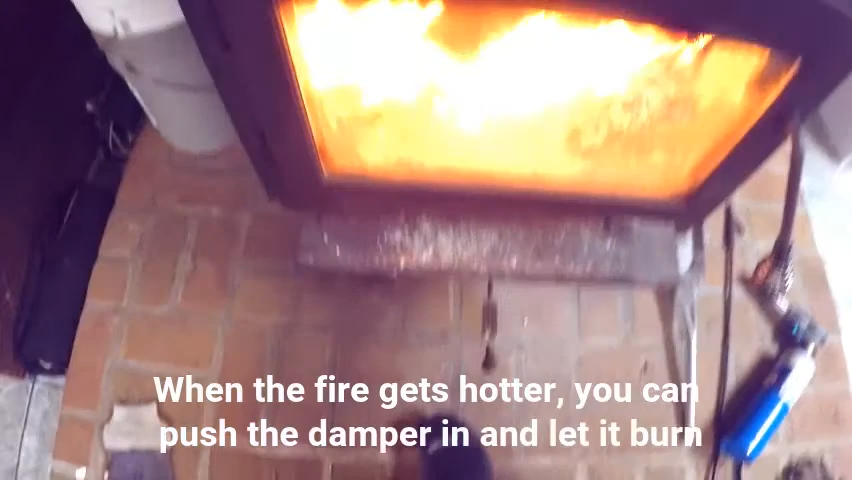 When the fire gets hotter, you can
push the damper in and let it burn